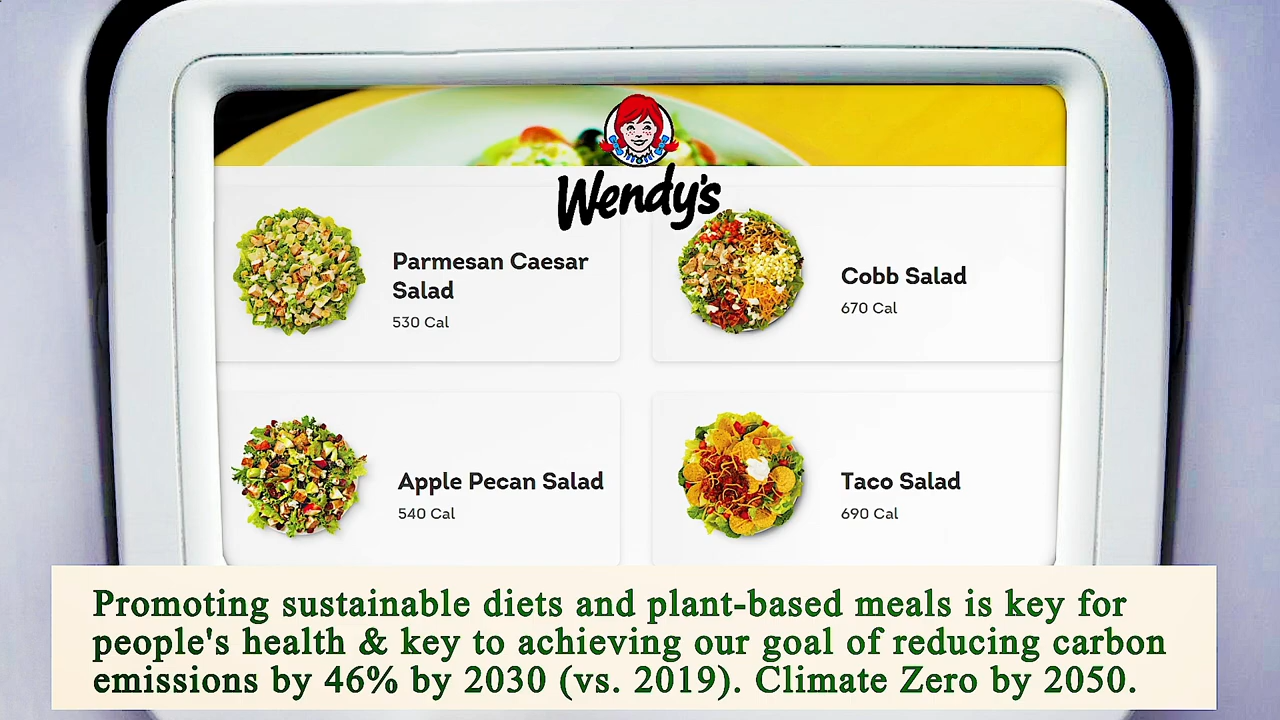 Wendy's
Parmesan Caesar
Salad
530 Cal
Cobb Salad
670 Cal
Apple Pecan Salad
540 Cal
Taco Salad
690 Cal
Promoting sustainable diets and plant-based meals is key for
people's health & key to achieving our goal of reducing carbon
emissions by 46% by 2030 (vs. 2019). Climate Zero by 2050.